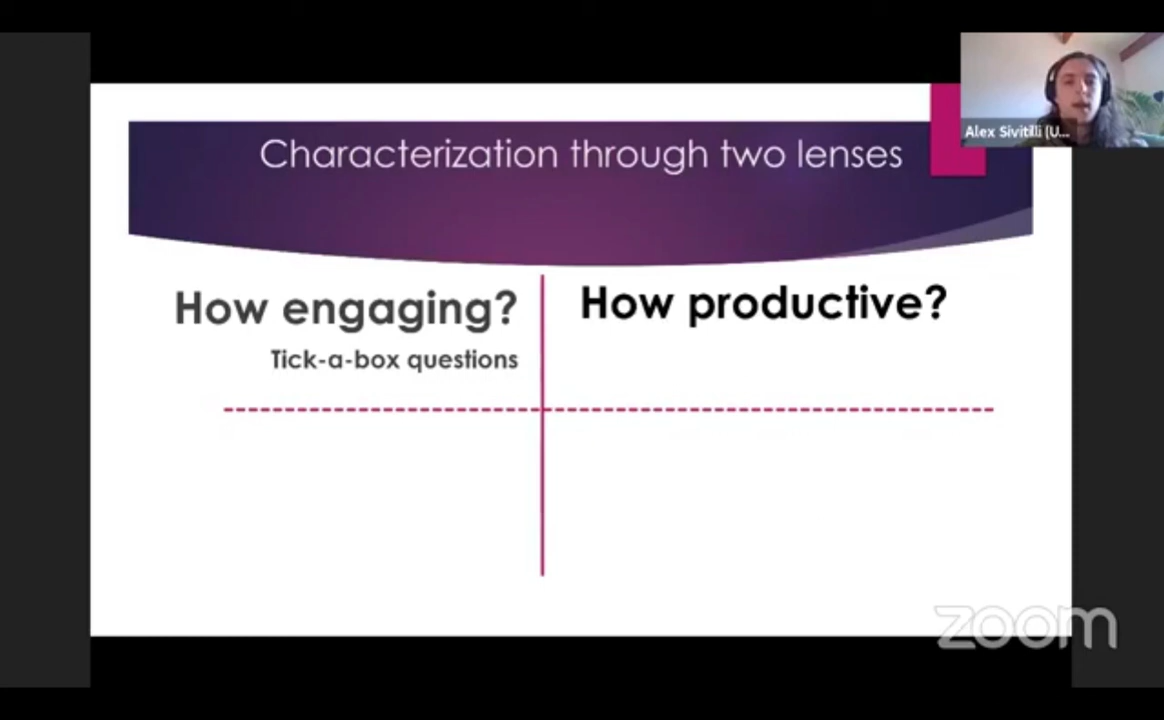 Alex Sivitilli (U...
Characterization through two lenses
How engaging?
Tick-a-box questions
How productive?
zoom